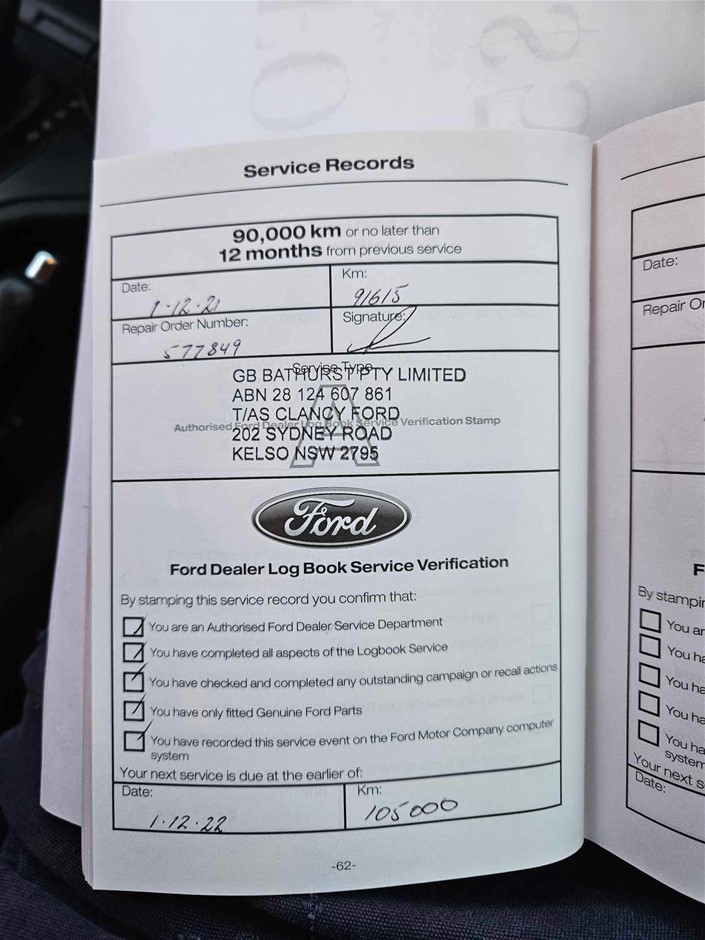 Service Records
90,000 km or no later than
12 months from previous service
Date:
1·12·21
Km:
91615
Repair Order Number:
577849
Signature:
Service Type
A
GB BATHURST PTY LIMITED
ABN 28 124 607 861
T/AS CLANCY FORD
Authorised Ford Dealer Log Book Service Verification Stamp
202 SYDNEY ROAD
KELSO NSW 2795
Ford
Ford Dealer Log Book Service Verification
By stamping this service record you confirm that:
You are an Authorised Ford Dealer Service Department
You have completed all aspects of the Logbook Service
You have checked and completed any outstanding campaign or recall actions
You have only fitted Genuine Ford Parts
You have recorded this service event on the Ford Motor Company computer
system
Your next service is due at the earlier of:
Date:
1·12·22
Km:
105000
-62-
Date:
Repair
By
You
You
You
You
You
system
Your next
Date: